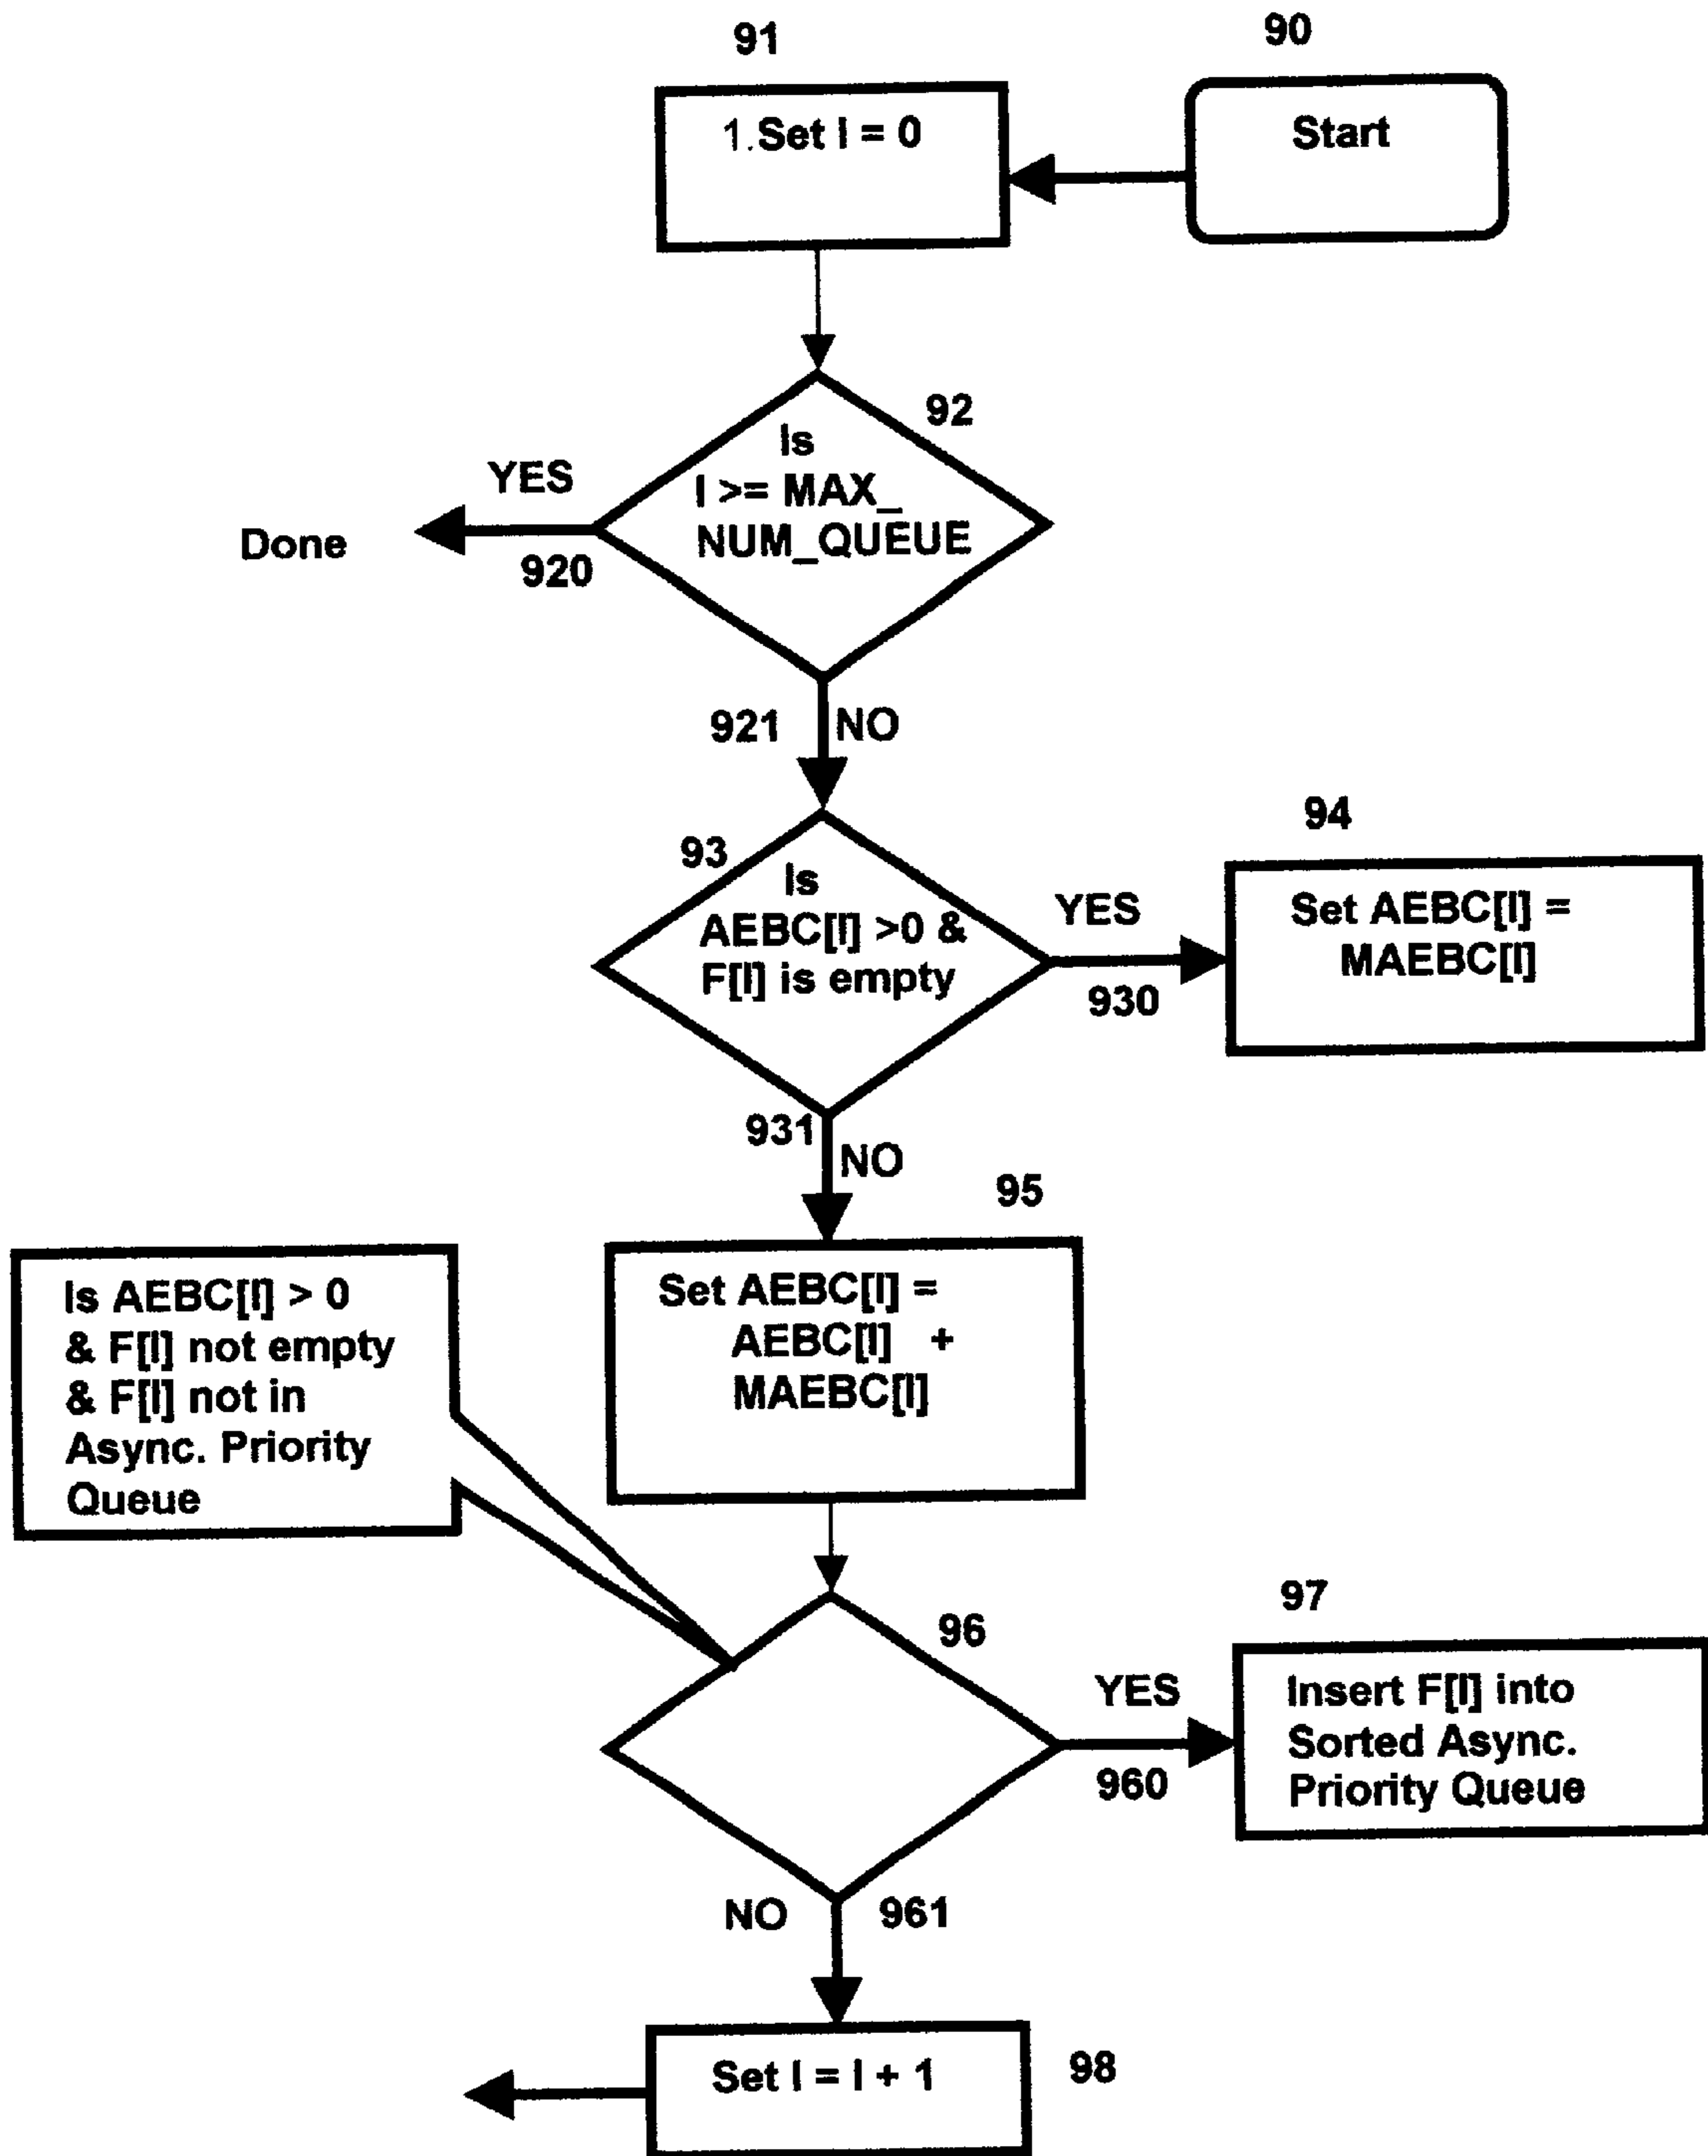 91
90
1.Set I = 0
Start
92
Is
I >= MAX_
NUM_QUEUE
YES
Done
920
921
NO
93
Is
AEBC[I] >0 &
F[I] is empty
YES
930
94
Set AEBC[I] =
MAEBC[I]
931
NO
95
Set AEBC[I] =
AEBC[I] +
MAEBC[I]
Is AEBC[I] > 0
& F[I] not empty
& F[I] not in
Async. Priority
Queue
96
YES
960
97
Insert F[I] into
Sorted Async.
Priority Queue
NO
961
Set I = I + 1
98